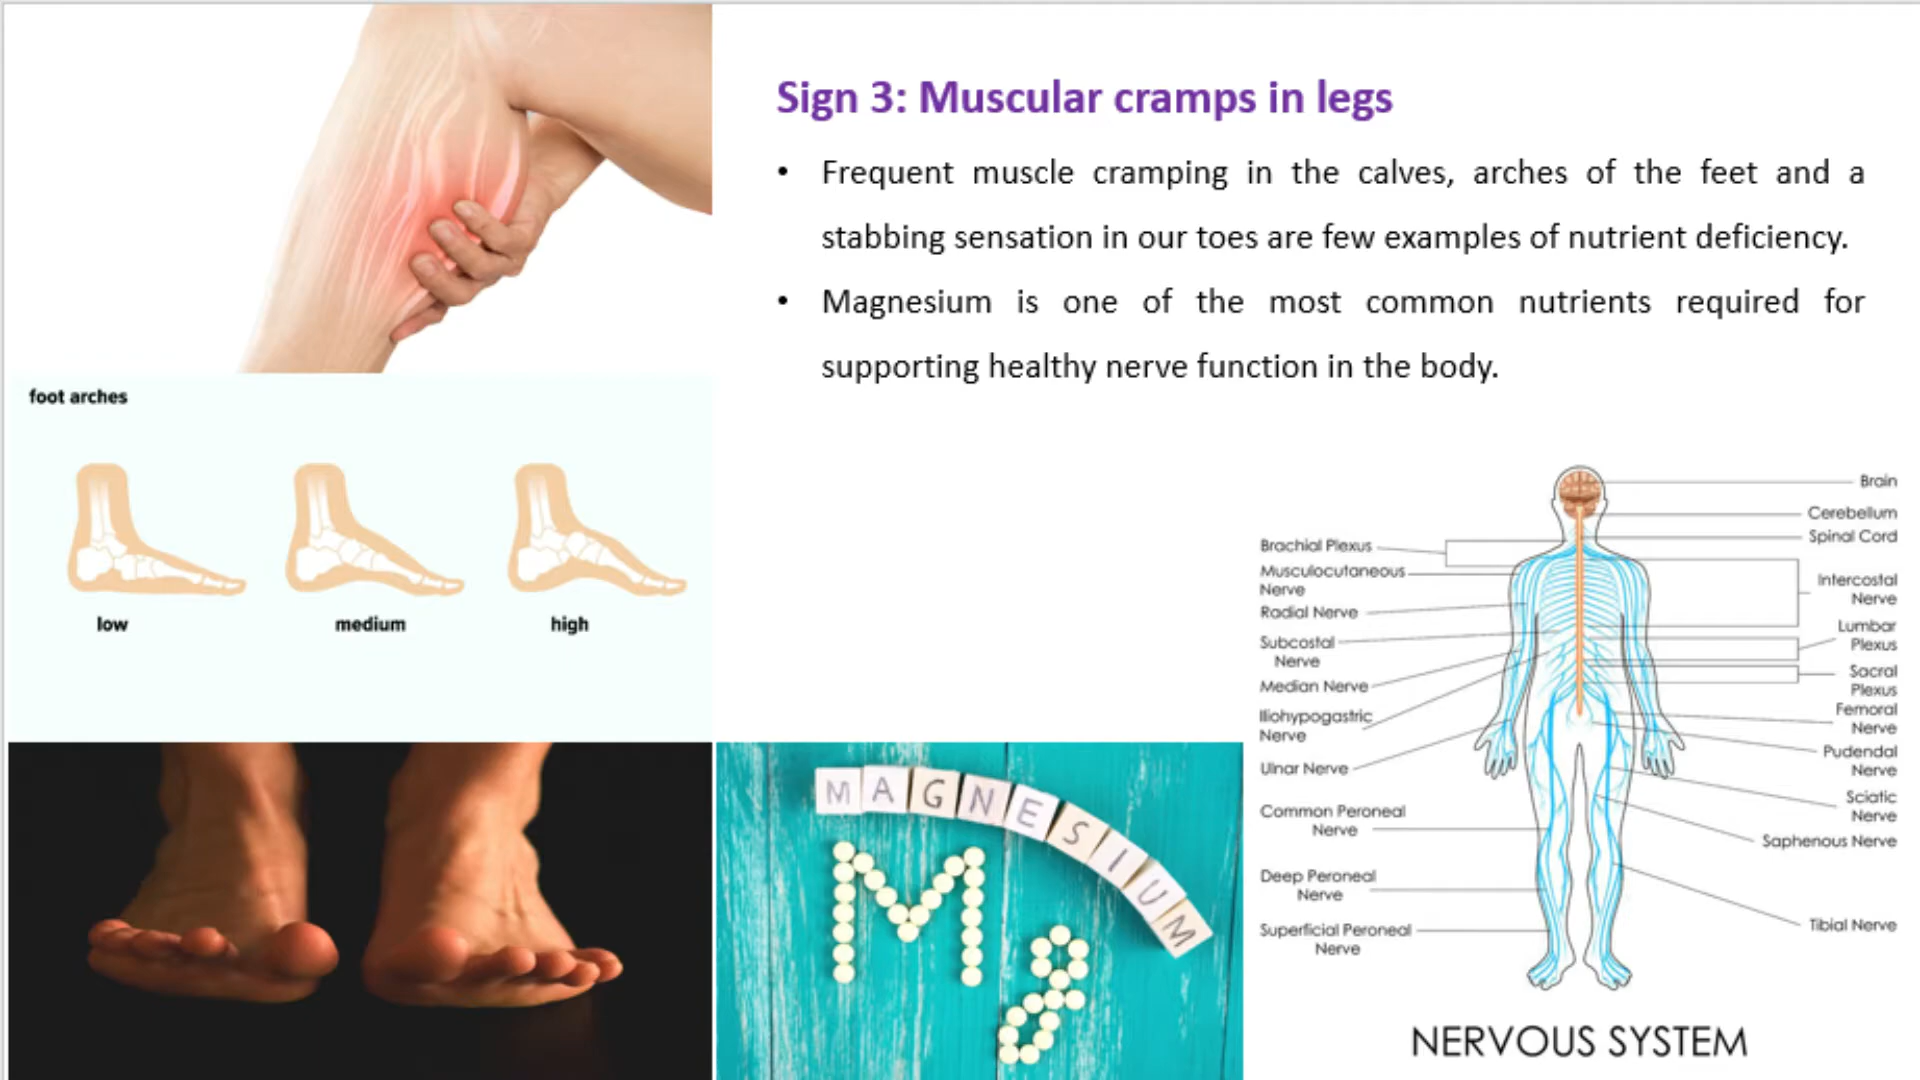 Sign 3: Muscular cramps in legs
• Frequent muscle cramping in the calves, arches of the feet and a
stabbing sensation in our toes are few examples of nutrient deficiency.
• Magnesium is one of the most common nutrients required for
supporting healthy nerve function in the body.
foot arches
low
medium
high
MAGNESIUM
Mg
Brachial Plexus
Musculocutaneous
Nerve
Radial Nerve
Subcostal
Nerve
Median Nerve
Iliohypogastric
Nerve
Ulnar Nerve
Common Peroneal
Nerve
Deep Peroneal
Nerve
Superficial Peroneal
Nerve
Brain
Cerebellum
Spinal Cord
Intercostal
Nerve
Lumbar
Plexus
Sacral
Plexus
Femoral
Nerve
Pudendal
Nerve
Sciatic
Nerve
Saphenous Nerve
Tibial Nerve
NERVOUS SYSTEM